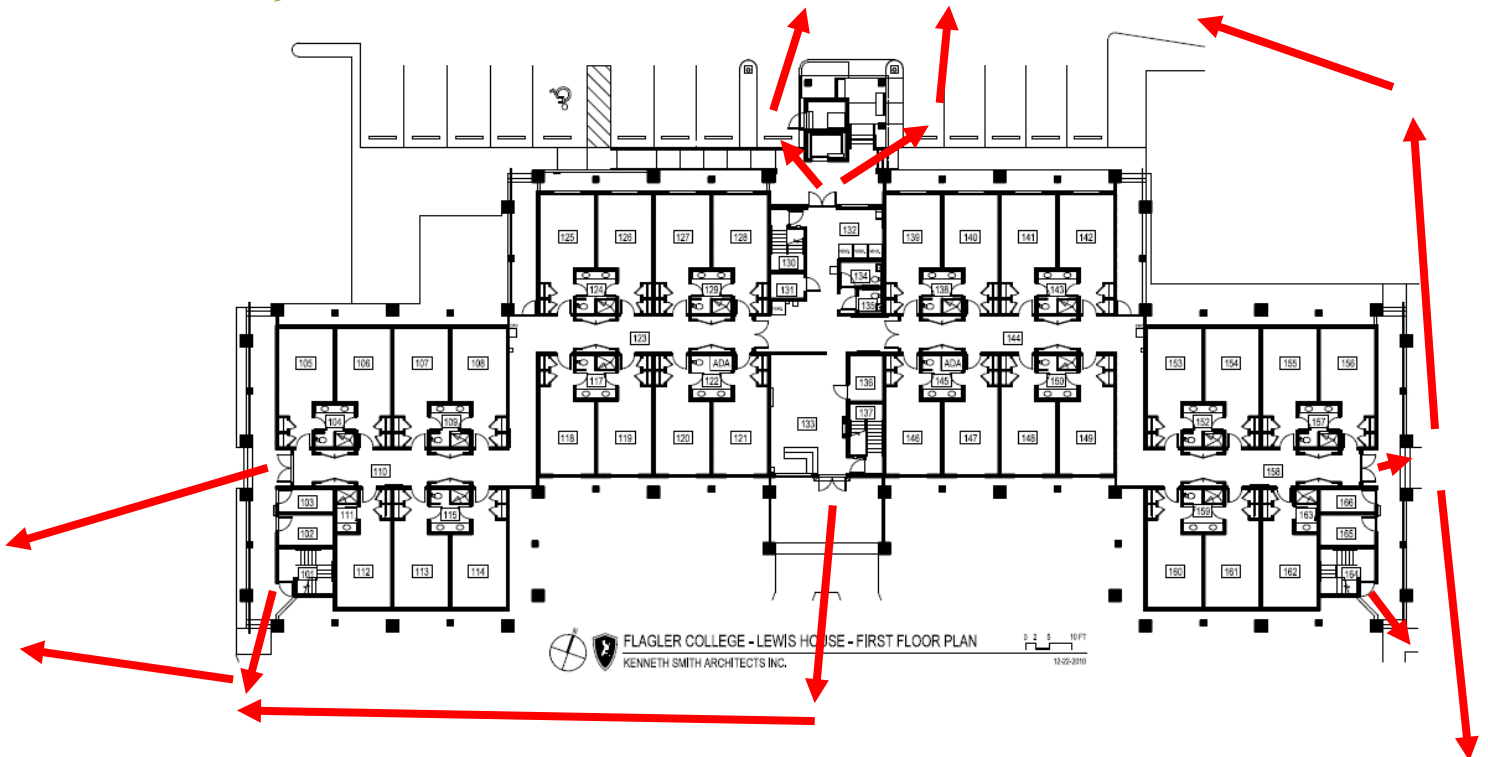 125 126 127 128 132 139 140 141 142
130
134
124 129 131 138 143
135
123 144
105 106 107 108 153 154 155 156
ADA ADA
117 122 136 145 150
104 109 137 152 157
133
118 119 120 121 146 147 148 149
110 158
103 166
111 115 159 163
102 165
112 113 114 160 161 162 164
N
FLAGLER COLLEGE - LEWIS HOUSE - FIRST FLOOR PLAN
KENNETH SMITH ARCHITECTS INC.
0 2 5 10 FT
12-22-2010